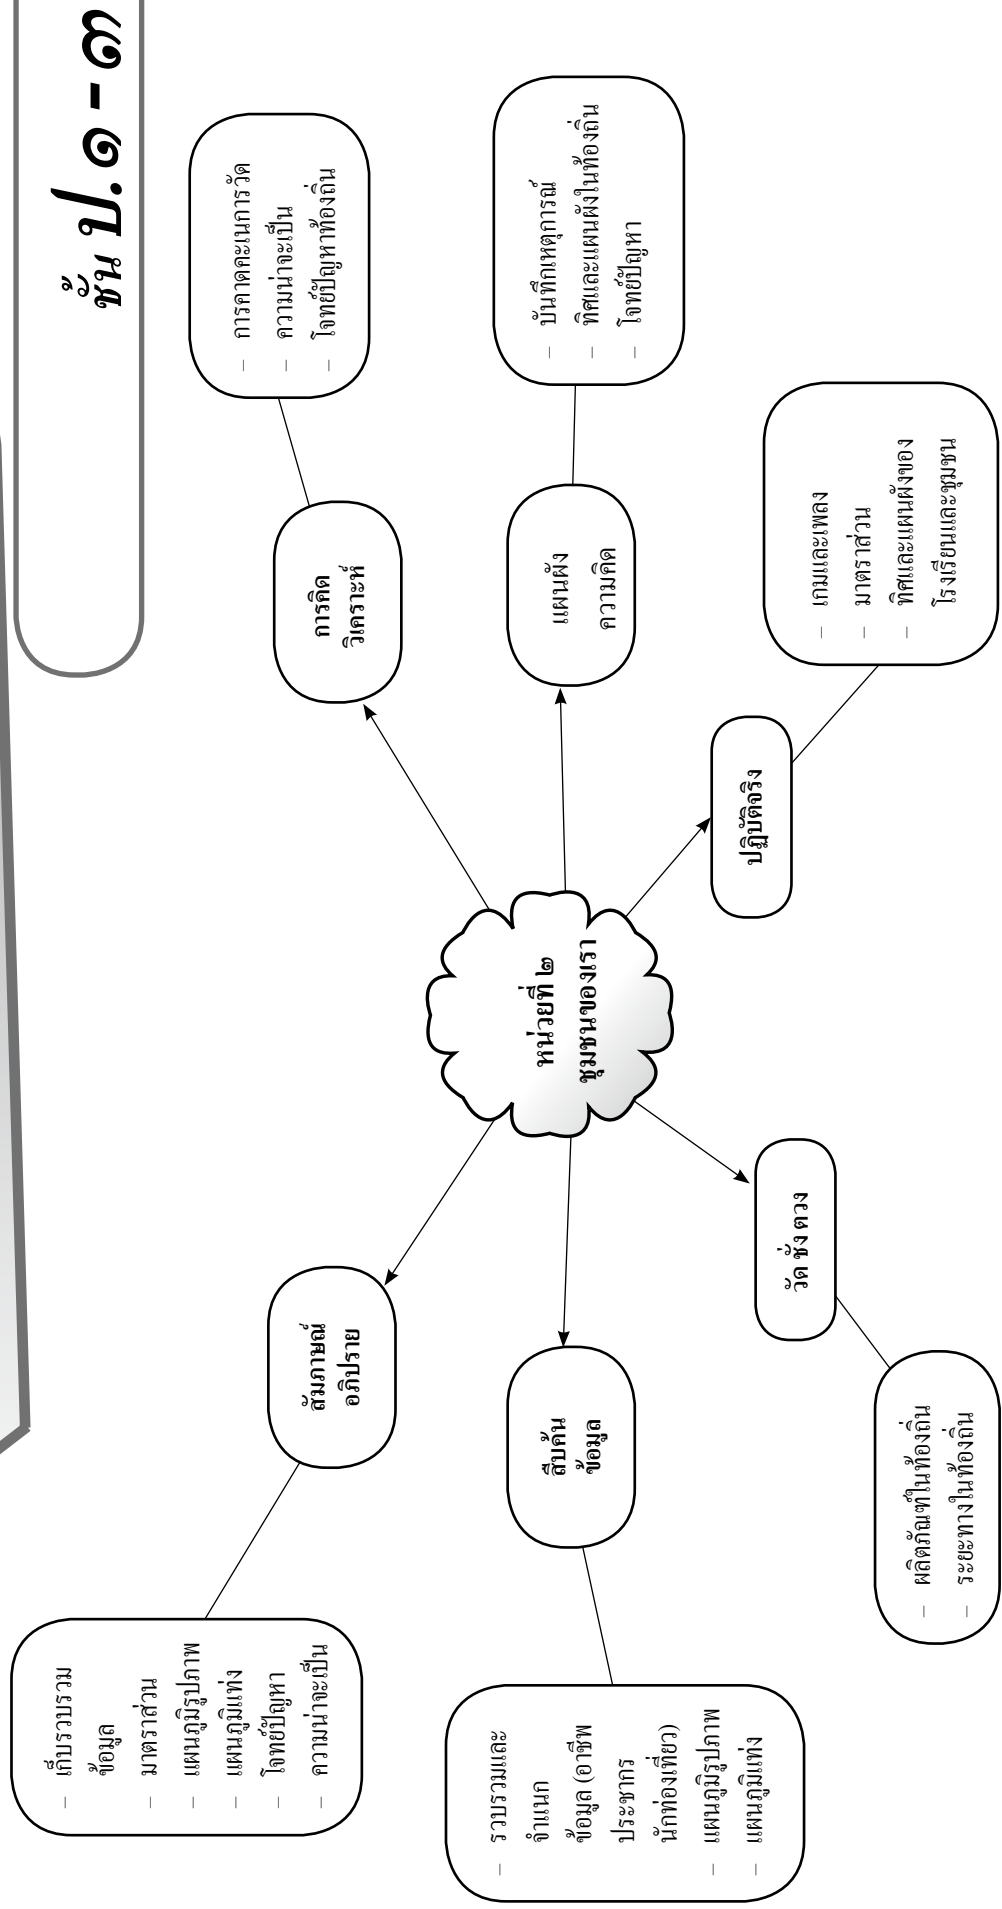 ชั้น ป.๑ - ๓
– การคาดคะเนการวัด
– ความน่าจะเป็น
– โจทย์ปัญหาท้องถิ่น
การคิด
วิเคราะห์
– บันทึกเหตุการณ์
– ทิศและแผนผังในท้องถิ่น
– โจทย์ปัญหา
แผนผัง
ความคิด
– เกมและเพลง
– มาตราส่วน
– ทิศและแผนผังของ
โรงเรียนและชุมชน
ปฏิบัติจริง
หน่วยที่ ๒
ชุมชนของเรา
สัมภาษณ์
อภิปราย
– เก็บรวบรวม
ข้อมูล
– มาตราส่วน
– แผนภูมิรูปภาพ
– แผนภูมิแท่ง
– โจทย์ปัญหา
– ความน่าจะเป็น
สืบค้น
ข้อมูล
– รวบรวมและ
จำแนก
ข้อมูล (อาชีพ
ประชากร
นักท่องเที่ยว)
– แผนภูมิรูปภาพ
– แผนภูมิแท่ง
วัด ชั่ง ตวง
– ผลิตภัณฑ์ในท้องถิ่น
– ระยะทางในท้องถิ่น